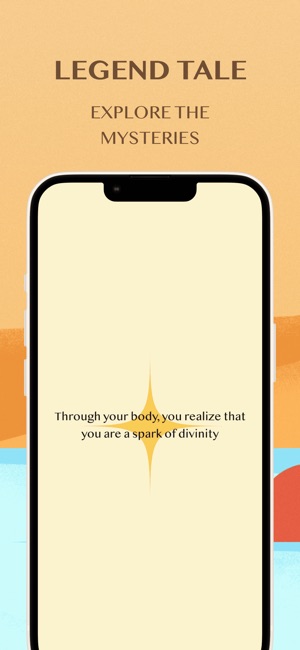 LEGEND TALE
EXPLORE THE
MYSTERIES
Through your body, you realize that
you are a spark of divinity